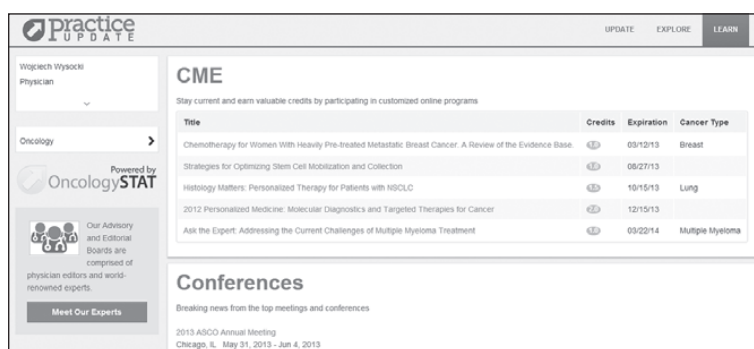 practice
UPDATE
UPDATE EXPLORE LEARN
Wojciech Wysocki
Physician
Oncology
Powered by
OncologySTAT
Our Advisory
and Editorial
Boards are
comprised of
physician editors and world-
renowned experts.
Meet Our Experts
CME
Stay current and earn valuable credits by participating in customized online programs
Title Credits Expiration Cancer Type
Chemotherapy for Women With Heavily Pre-treated Metastatic Breast Cancer. A Review of the Evidence Base. 03/12/13 Breast
Strategies for Optimizing Stem Cell Mobilization and Collection 06/27/13
Histology Matters: Personalized Therapy for Patients with NSCLC 10/15/13 Lung
2012 Personalized Medicine: Molecular Diagnostics and Targeted Therapies for Cancer 12/15/13
Ask the Expert: Addressing the Current Challenges of Multiple Myeloma Treatment 03/22/14 Multiple Myeloma
Conferences
Breaking news from the top meetings and conferences
2013 ASCO Annual Meeting
Chicago, IL May 31, 2013 - Jun 4, 2013